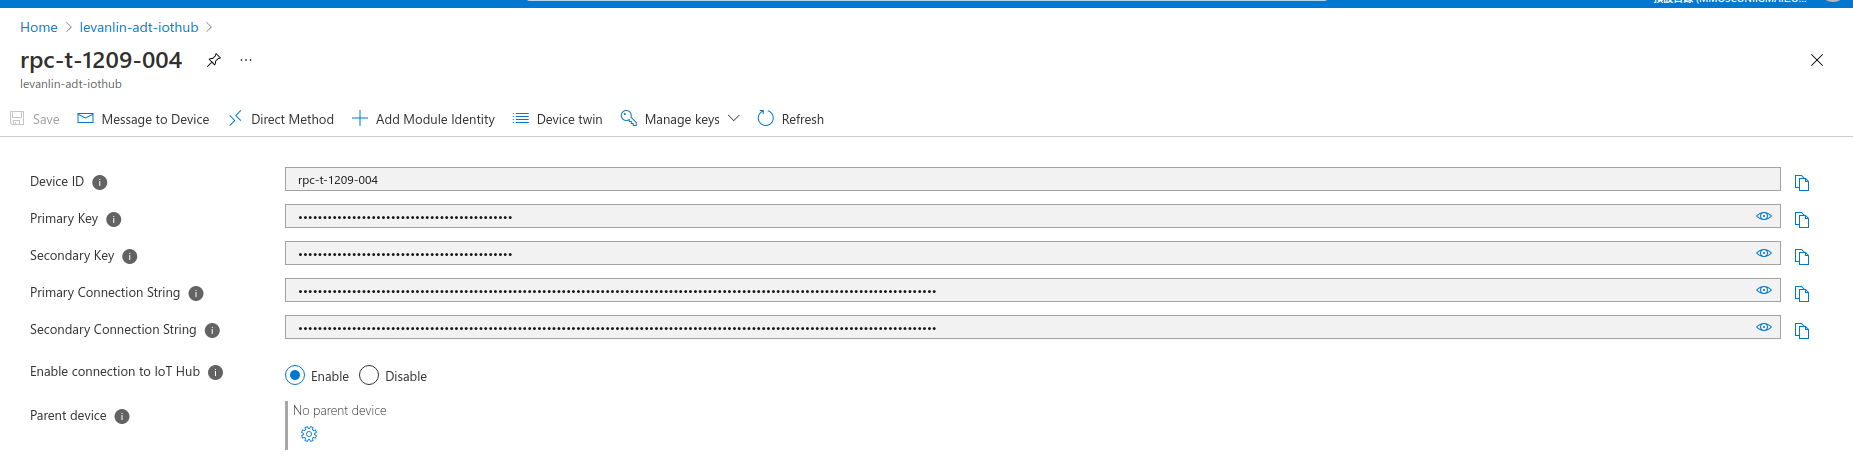 Home > levanlin-adt-iothub >
rpc-t-1209-004 ...
levanlin-adt-iothub
Save Message to Device Direct Method Add Module Identity Device twin Manage keys Refresh
Device ID rpc-t-1209-004
Primary Key
Secondary Key
Primary Connection String
Secondary Connection String
Enable connection to IoT Hub Enable Disable
Parent device No parent device